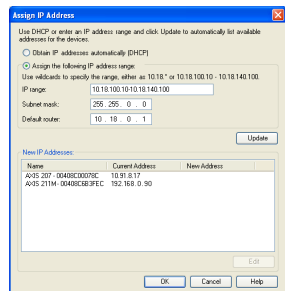 Assign IP Address
Use DHCP or enter an IP address range and click Update to automatically list available
addresses for the devices.
Obtain IP addresses automatically (DHCP)
Assign the following IP address range:
Use wildcards to specify the range, either as 10.18.* or 10.18.100.10 - 10.18.140.100.
IP range: 10.18.100.10-10.18.140.100
Subnet mask: 255 . 255 . 0 . 0
Default router: 10 . 18 . 0 . 1
Update
New IP Addresses:
Name Current Address New Address
AXIS 207 - 00408C00078C 10.91.8.17
AXIS 211M - 00408C6B3FEC 192.168.0.90
Edit
OK Cancel Help